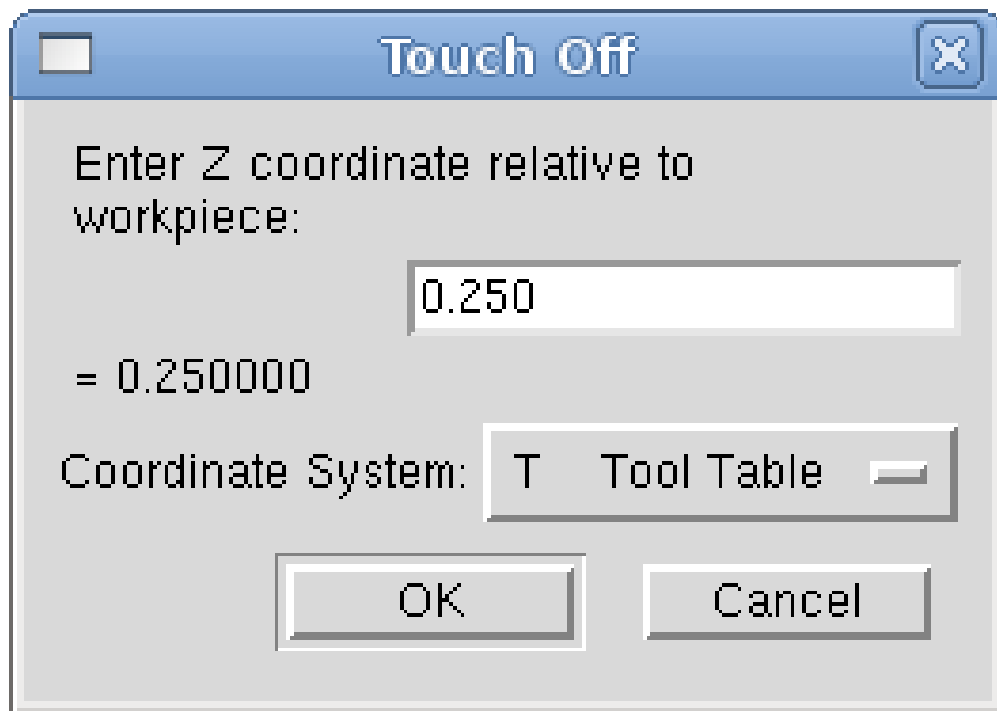 Touch Off
Enter Z coordinate relative to
workpiece:
0.250
= 0.250000
Coordinate System: T Tool Table
OK Cancel